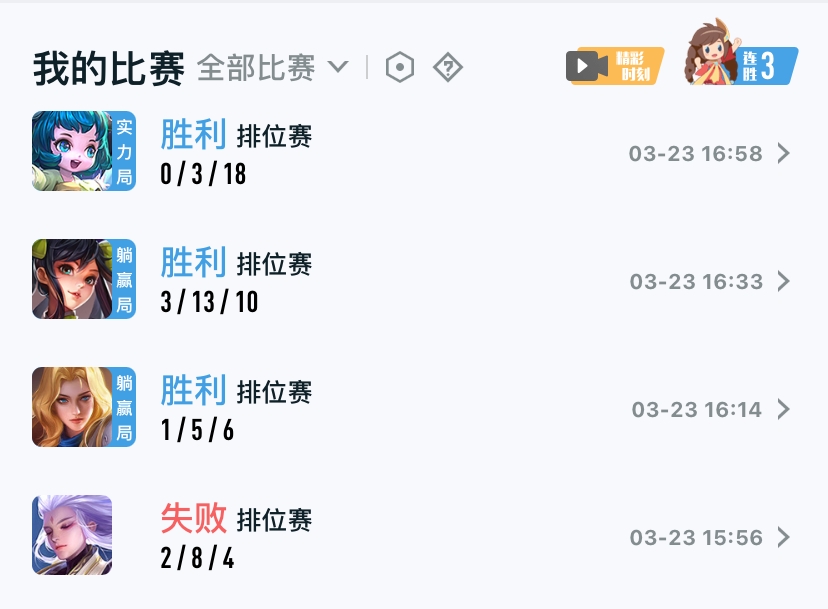 我的比赛 全部比赛 精彩时刻 连胜3
实力局 胜利 排位赛 03-23 16:58
0/3/18
躺赢局 胜利 排位赛 03-23 16:33
3/13/10
躺赢局 胜利 排位赛 03-23 16:14
1/5/6
失败 排位赛 03-23 15:56
2/8/4